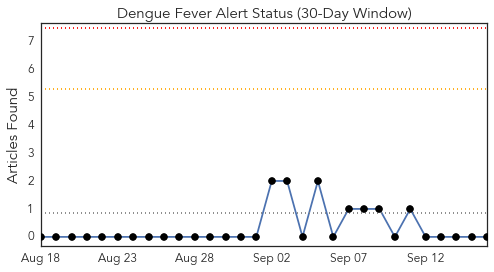 Dengue Fever Alert Status (30-Day Window)
Articles Found
7
6
5
4
3
2
1
0
Aug 18 Aug 23 Aug 28 Sep 02 Sep 07 Sep 12